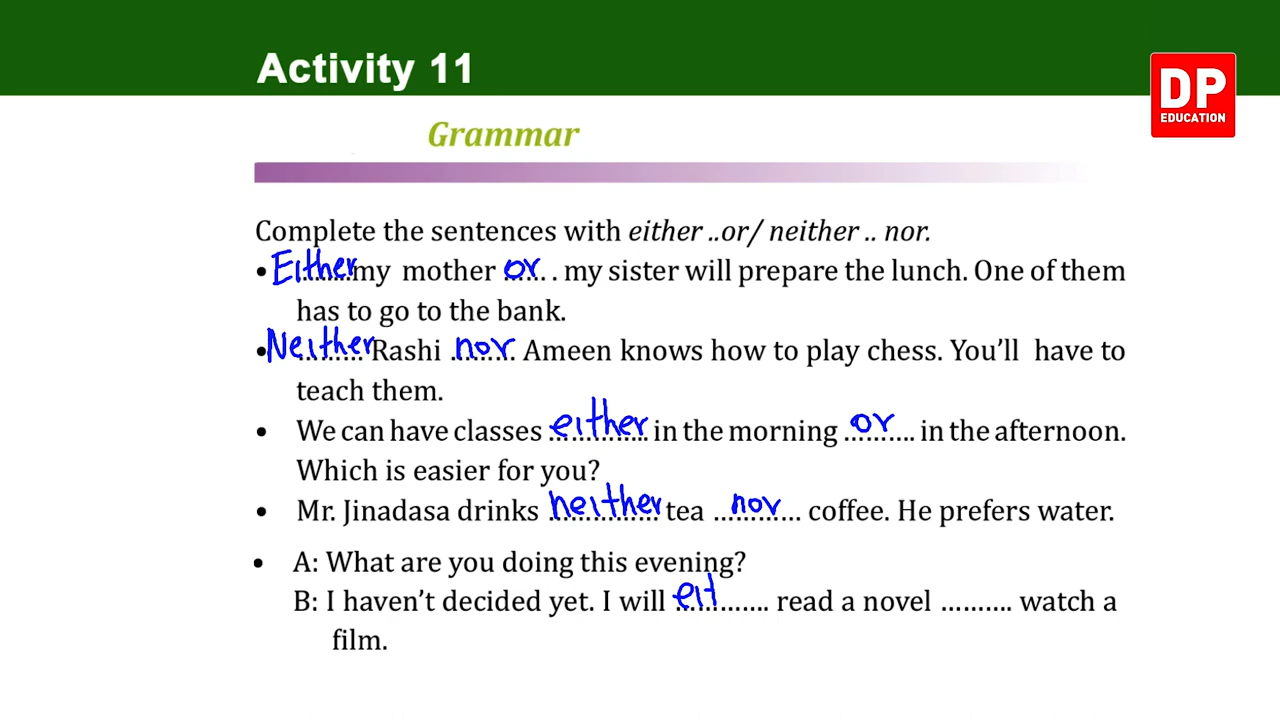 Activity 11
DP
EDUCATION
Grammar
Complete the sentences with either ..or/ neither .. nor.
• Either my mother or my sister will prepare the lunch. One of them
has to go to the bank.
• Neither Rashi nor Ameen knows how to play chess. You'll have to
teach them.
• We can have classes either in the morning or in the afternoon.
Which is easier for you?
• Mr. Jinadasa drinks neither tea nor coffee. He prefers water.
• A: What are you doing this evening?
B: I haven't decided yet. I will eit............ read a novel .......... watch a
film.